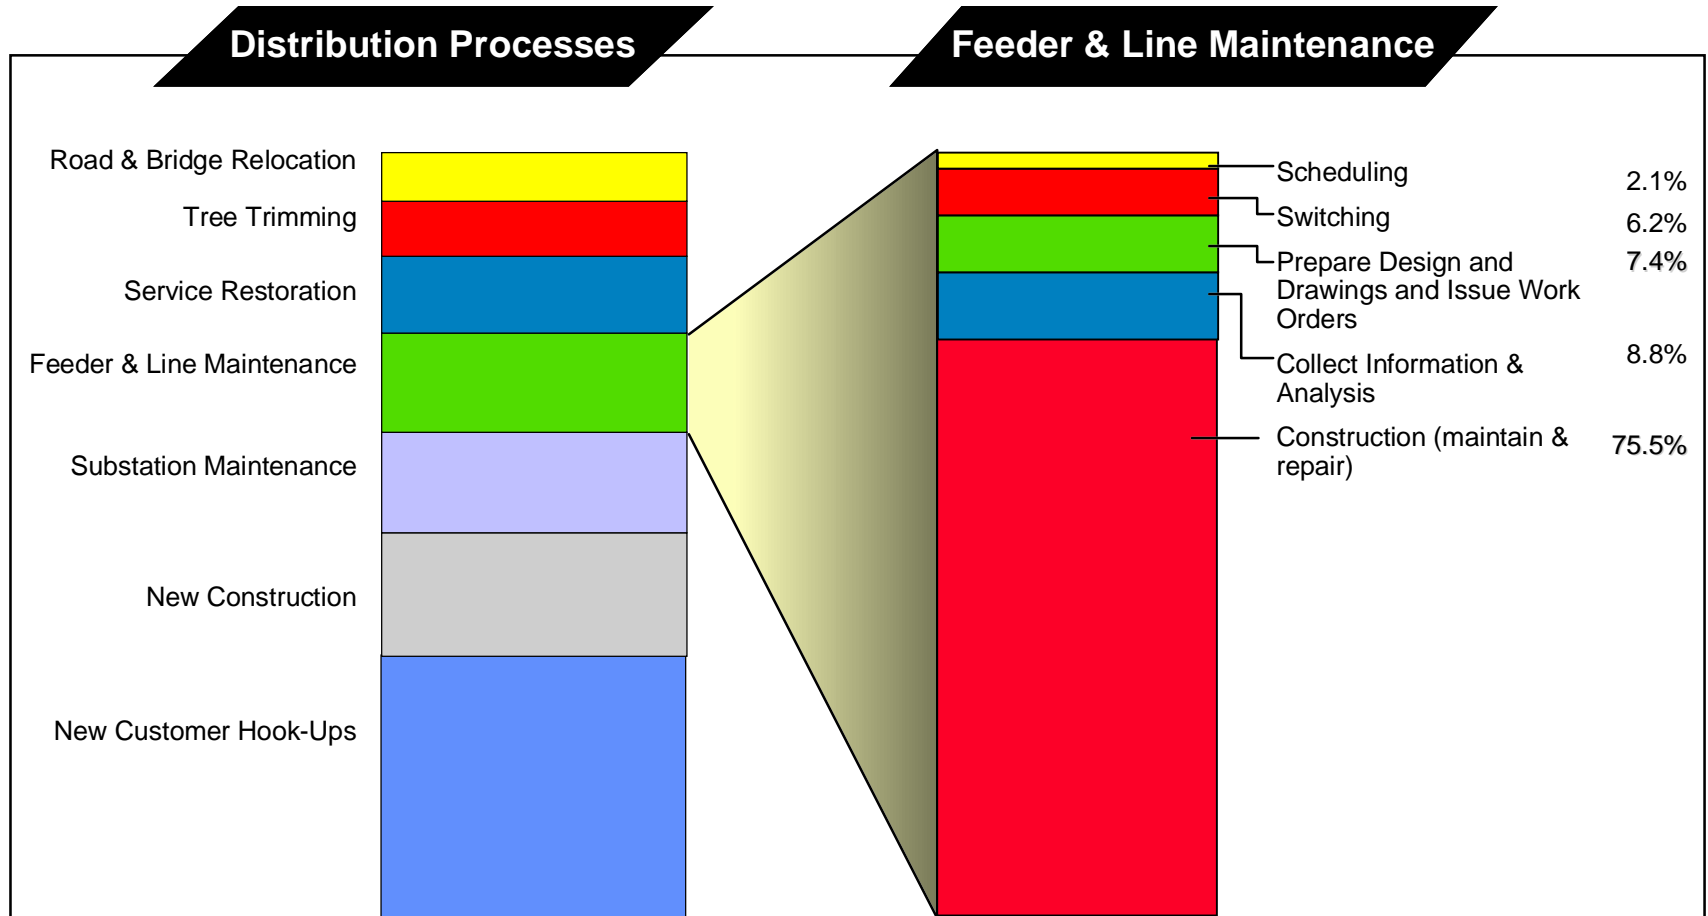 Distribution Processes
Feeder & Line Maintenance
Road & Bridge Relocation
Tree Trimming
Service Restoration
Feeder & Line Maintenance
Substation Maintenance
New Construction
New Customer Hook-Ups
Scheduling
2.1%
Switching
6.2%
Prepare Design and
Drawings and Issue Work
Orders
7.4%
Collect Information &
Analysis
8.8%
Construction (maintain &
repair)
75.5%